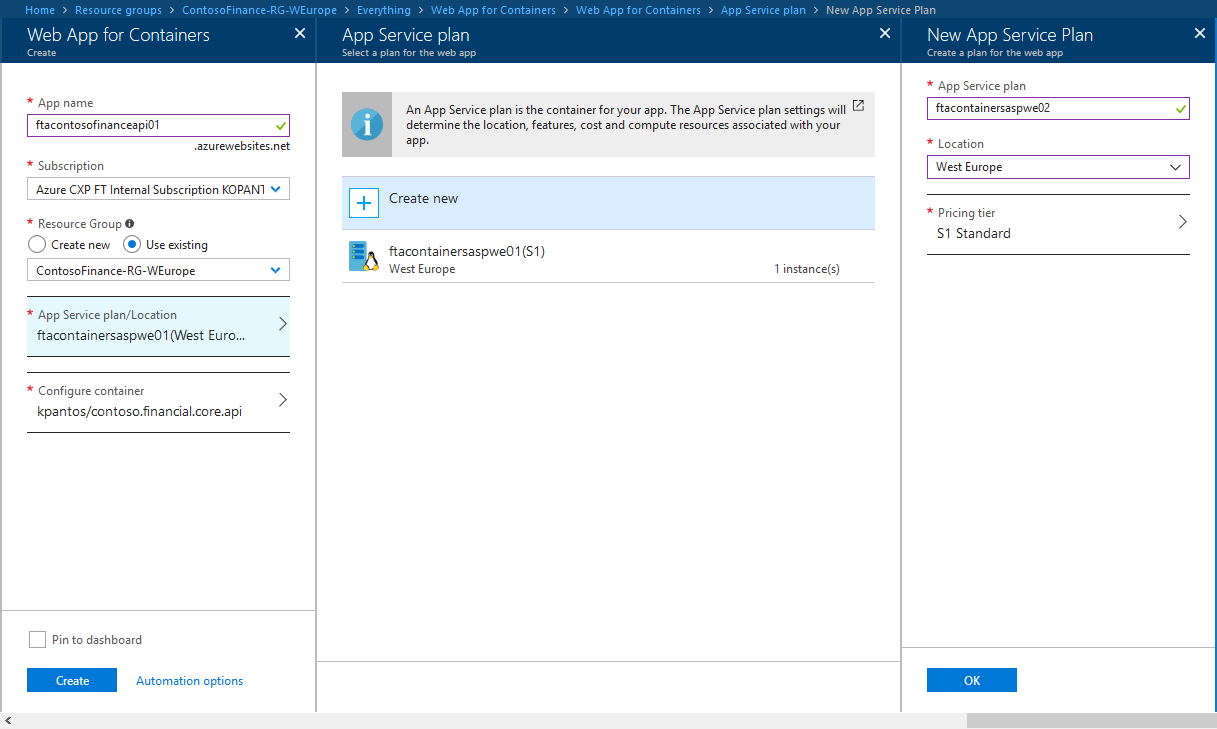 Home > Resource groups > ContosoFinance-RG-WEurope > Everything > Web App for Containers > Web App for Containers > App Service plan > New App Service Plan
Web App for Containers
Create
* App name
ftacontosofinanceapi01
.azurewebsites.net
* Subscription
Azure CXP FT Internal Subscription KOPANT
* Resource Group
Create new Use existing
ContosoFinance-RG-WEurope
* App Service plan/Location
ftacontainersaspwe01(West Euro...
* Configure container
kpantos/contoso.financial.core.api
Pin to dashboard
Create Automation options
App Service plan
Select a plan for the web app
An App Service plan is the container for your app. The App Service plan settings will
determine the location, features, cost and compute resources associated with your
app.
Create new
ftacontainersaspwe01(S1)
West Europe 1 instance(s)
New App Service Plan
Create a plan for the web app
* App Service plan
ftacontainersaspwe02
* Location
West Europe
* Pricing tier
S1 Standard
OK